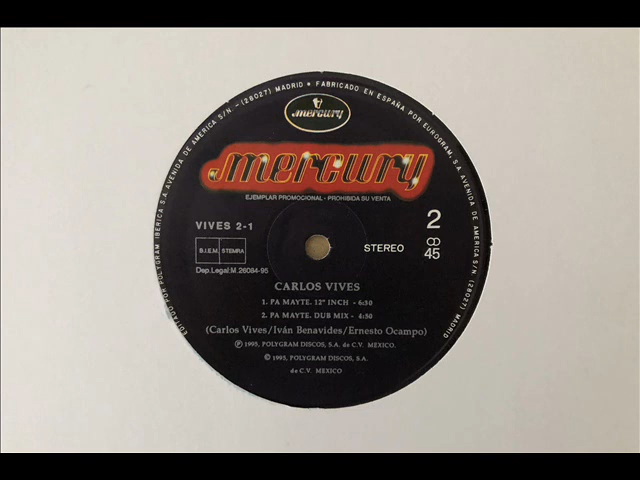 EDITADO POR POLYGRAM IBERICA S.A. AVENIDA DE AMERICA S/N. - (28027) MADRID * FABRICADO EN ESPAÑA POR EUROGRAM. S.A. AVENIDA DE AMERICA S/N. (28027) MADRID
mercury
mercury
EJEMPLAR PROMOCIONAL - PROHIBIDA SU VENTA
VIVES 2-1
2
B.I.E.M. STEMRA
STEREO
45
Dep.Legal:M.26084-95
CARLOS VIVES
1. PA MAYTE. 12" INCH - 6:30
2. PA MAYTE. DUB MIX - 4:50
(Carlos Vives/Iván Benavides/Ernesto Ocampo)
℗ 1995, POLYGRAM DISCOS, S.A. de C.V. MEXICO.
© 1995, POLYGRAM DISCOS, S.A.
de C.V. MEXICO